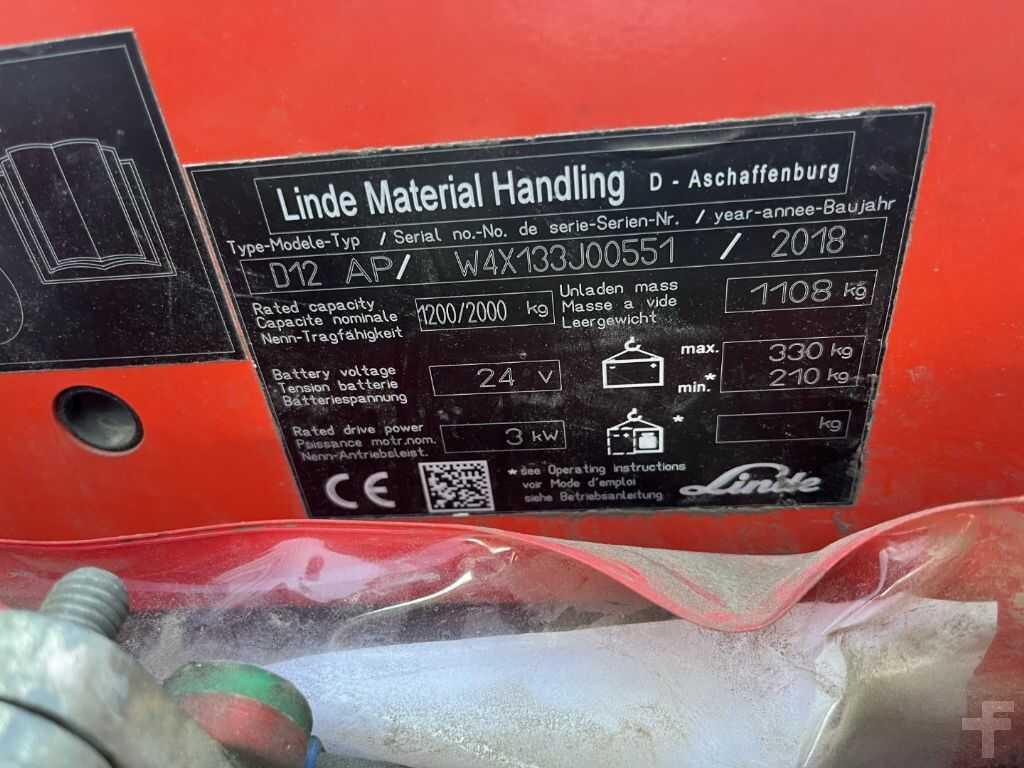 Linde Material Handling D - Aschaffenburg
Type-Modele-Typ / Serial no.-No. de serie-Serien-Nr. / year-annee-Baujahr
D12 AP/ W4X133J00551 / 2018
Rated capacity
Capacite nominale
Nenn-Tragfähigkeit
1200/2000 kg
Unladen mass
Masse a vide
Leergewicht
1108 kg
Battery voltage
Tension batterie
Batteriespannung
24 V
max. 330 kg
min.* 210 kg
Rated drive power
Puissance motr.nom.
Nenn-Antriebsleist.
3 kW
* kg
CE
*see Operating instructions
voir Mode d'emploi
siehe Betriebsanleitung
Linde